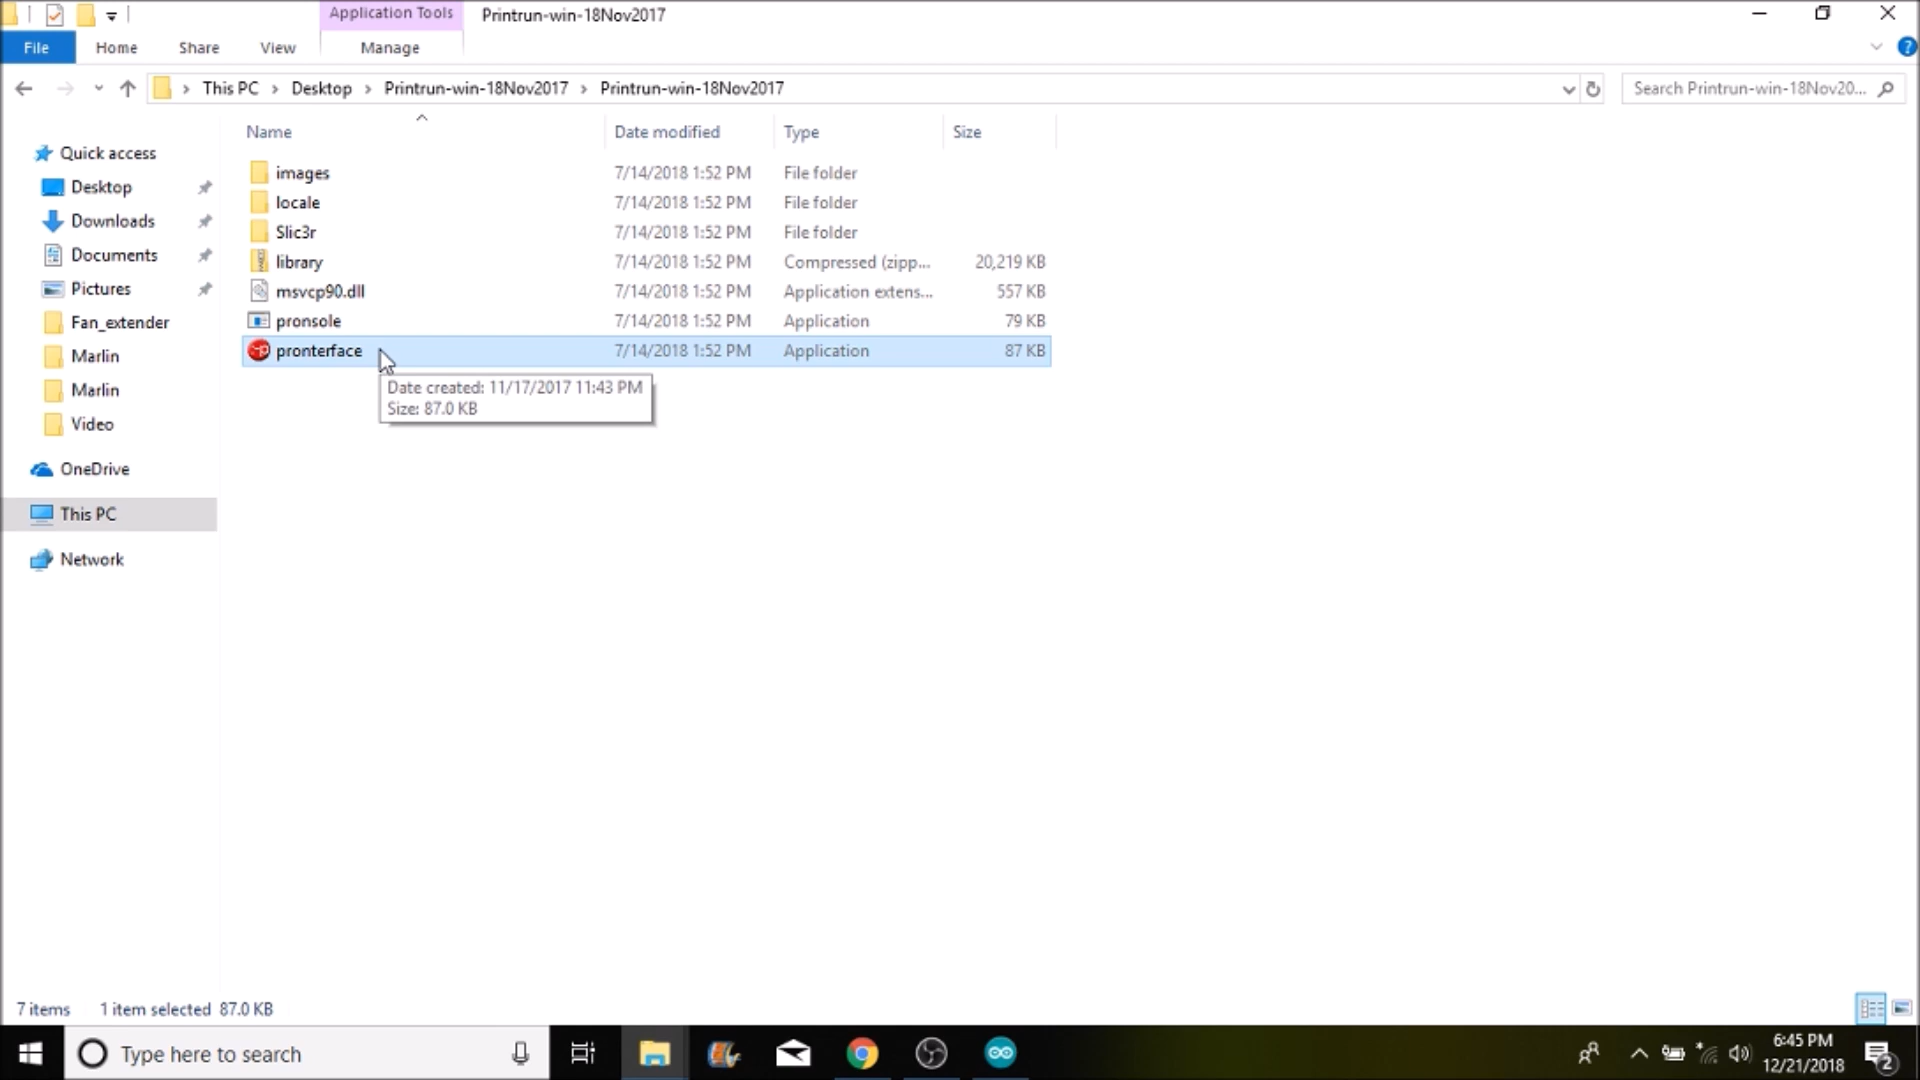 Application Tools
Printrun-win-18Nov2017
File
Home
Share
View
Manage
This PC
Desktop
Printrun-win-18Nov2017
Printrun-win-18Nov2017
Search Printrun-win-18Nov20...
Name
Date modified
Type
Size
Quick access
Desktop
Downloads
Documents
Pictures
Fan_extender
Marlin
Marlin
Video
OneDrive
This PC
Network
images 7/14/2018 1:52 PM File folder
locale 7/14/2018 1:52 PM File folder
Slic3r 7/14/2018 1:52 PM File folder
library 7/14/2018 1:52 PM Compressed (zipp... 20,219 KB
msvcp90.dll 7/14/2018 1:52 PM Application extens... 557 KB
pronsole 7/14/2018 1:52 PM Application 79 KB
pronterface 7/14/2018 1:52 PM Application 87 KB
Date created: 11/17/2017 11:43 PM
Size: 87.0 KB
7 items 1 item selected 87.0 KB
Type here to search
6:45 PM
12/21/2018
2